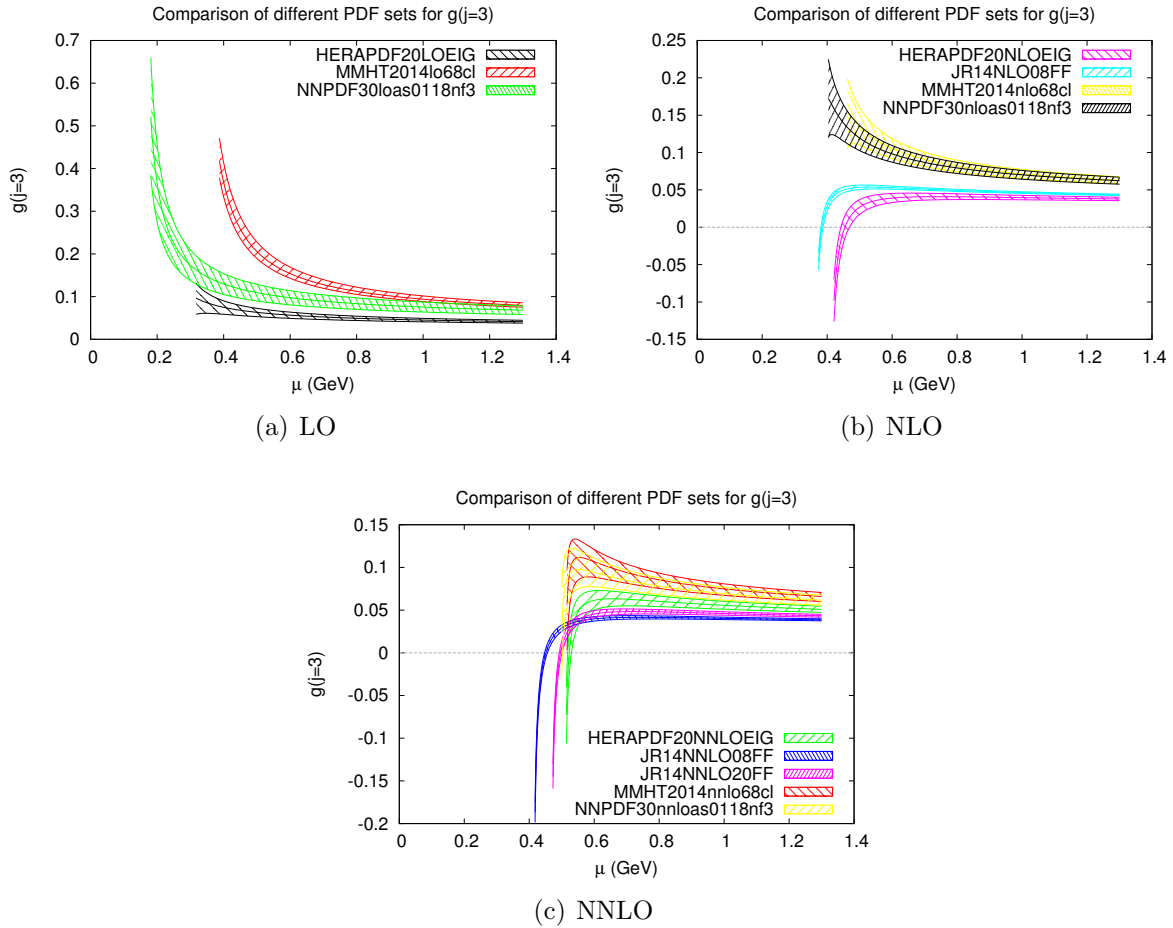 Comparison of different PDF sets for g(j=3)
HERAPDF20LOEIG
MMHT2014lo68cl
NNPDF30loas0118nf3
0.7
0.6
0.5
0.4
0.3
0.2
0.1
0
g(j=3)
0 0.2 0.4 0.6 0.8 1 1.2 1.4
μ (GeV)
(a) LO
Comparison of different PDF sets for g(j=3)
HERAPDF20NLOEIG
JR14NLO08FF
MMHT2014nlo68cl
NNPDF30nloas0118nf3
0.25
0.2
0.15
0.1
0.05
0
-0.05
-0.1
-0.15
g(j=3)
0 0.2 0.4 0.6 0.8 1 1.2 1.4
μ (GeV)
(b) NLO
Comparison of different PDF sets for g(j=3)
0.15
0.1
0.05
0
-0.05
-0.1
-0.15
-0.2
g(j=3)
HERAPDF20NNLOEIG
JR14NNLO08FF
JR14NNLO20FF
MMHT2014nnlo68cl
NNPDF30nnloas0118nf3
0 0.2 0.4 0.6 0.8 1 1.2 1.4
μ (GeV)
(c) NNLO